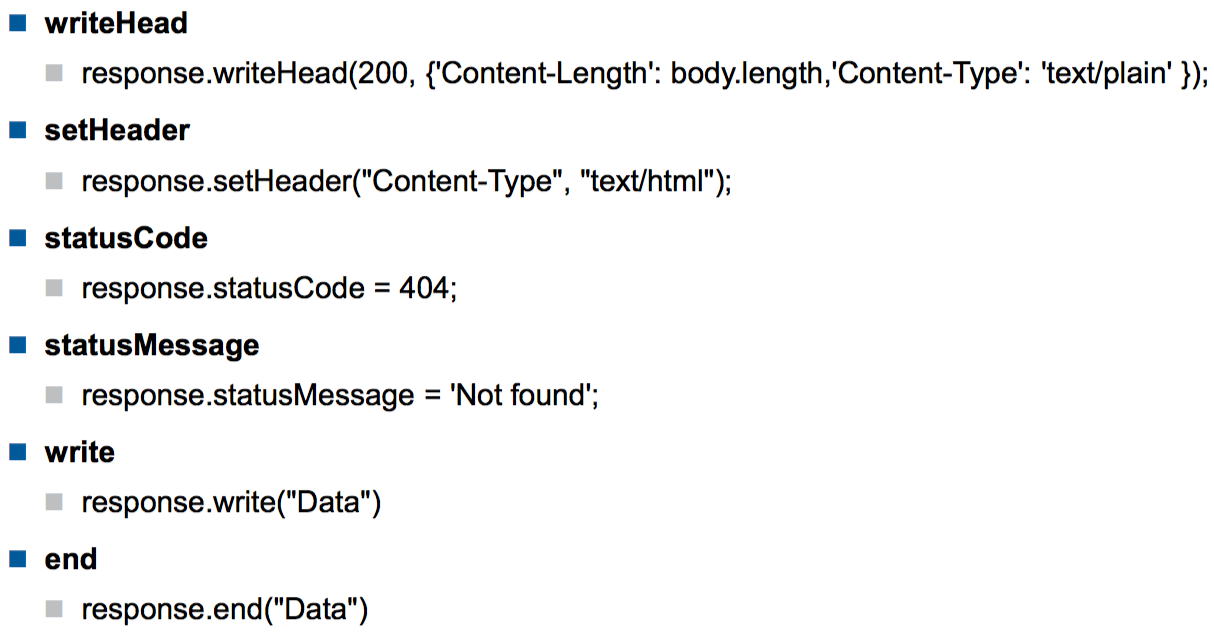 writeHead
response.writeHead(200, {'Content-Length': body.length,'Content-Type': 'text/plain' });
setHeader
response.setHeader("Content-Type", "text/html");
statusCode
response.statusCode = 404;
statusMessage
response.statusMessage = 'Not found';
write
response.write("Data")
end
response.end("Data")